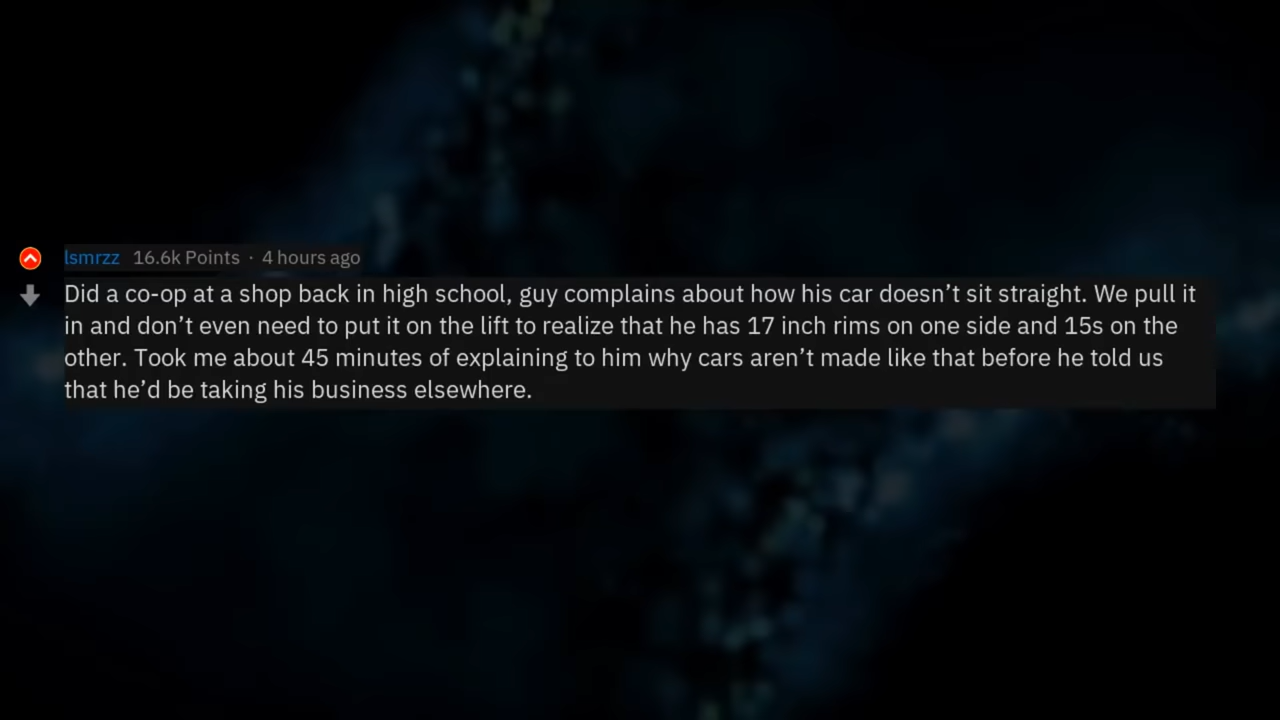 lsmrzz 16.6k Points · 4 hours ago
Did a co-op at a shop back in high school, guy complains about how his car doesn’t sit straight. We pull it
in and don’t even need to put it on the lift to realize that he has 17 inch rims on one side and 15s on the
other. Took me about 45 minutes of explaining to him why cars aren’t made like that before he told us
that he’d be taking his business elsewhere.